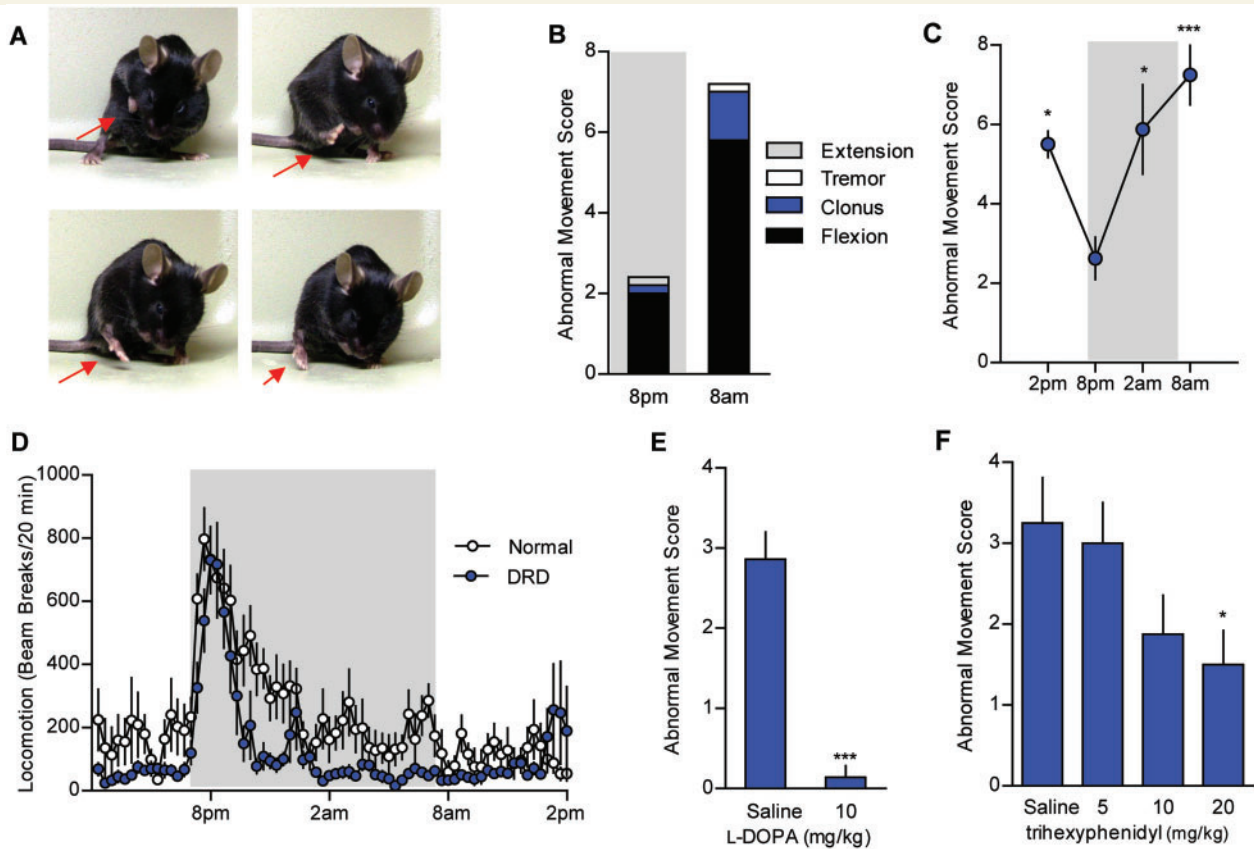 A
B
Abnormal Movement Score
8
6
4
2
0
8pm
8am
Extension
Tremor
Clonus
Flexion
C
Abnormal Movement Score
8
6
4
2
0
*
*
***
2pm
8pm
2am
8am
D
Locomotion (Beam Breaks/20 min)
1000
800
600
400
200
0
8pm
2am
8am
2pm
Normal
DRD
E
Abnormal Movement Score
4
3
2
1
0
***
Saline 10
L-DOPA (mg/kg)
F
Abnormal Movement Score
4
3
2
1
0
*
Saline 5 10 20
trihexyphenidyl (mg/kg)